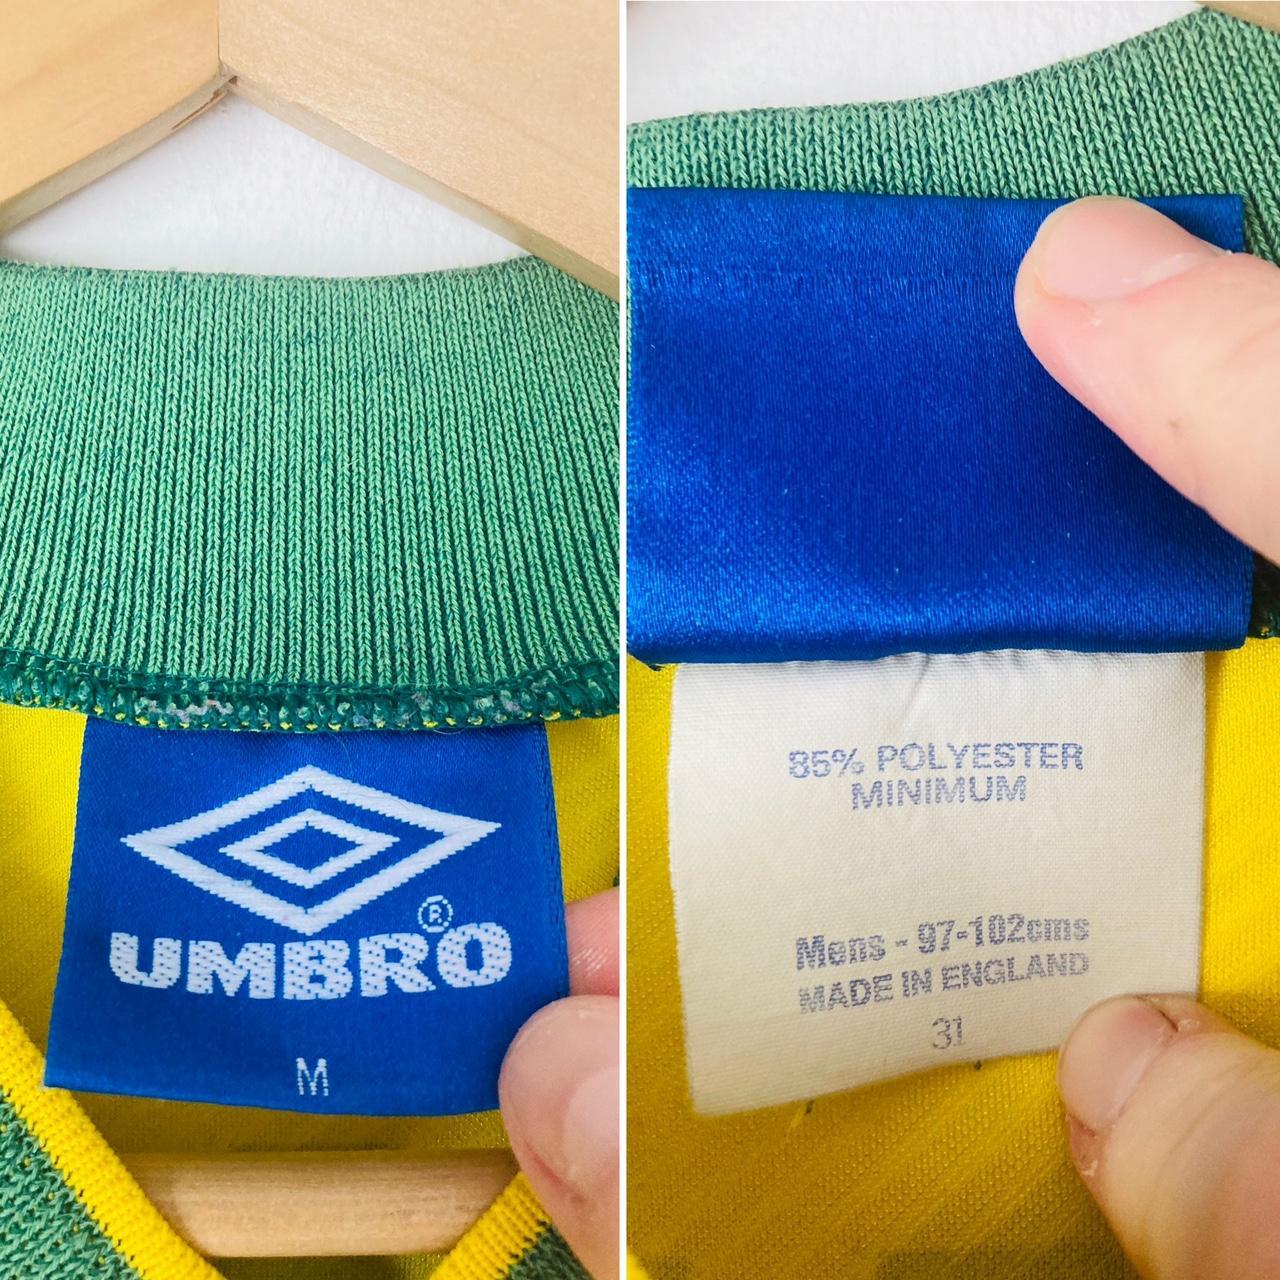 UMBRO®
M
85% POLYESTER
MINIMUM
Mens - 97-102cms
MADE IN ENGLAND
31